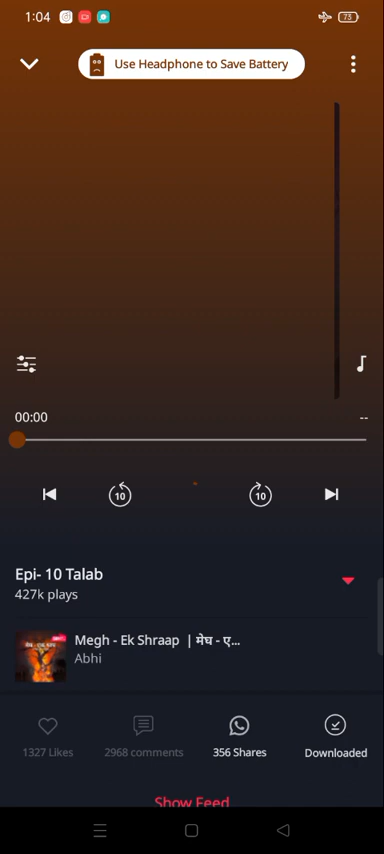 1:04
73
Use Headphone to Save Battery
00:00
--
10
10
Epi- 10 Talab
427k plays
Megh - Ek Shraap | मेघ - ए...
Abhi
1327 Likes
2968 comments
356 Shares
Downloaded
Show Feed